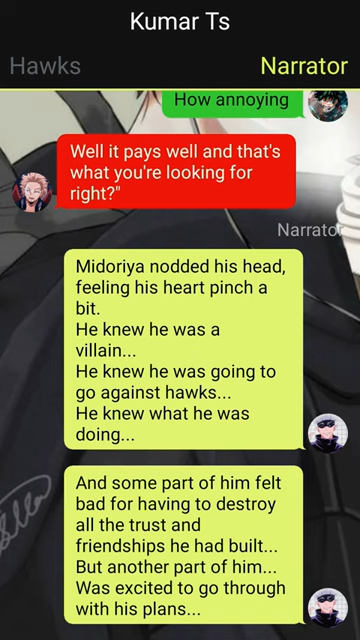 Kumar Ts
Hawks
Narrator
How annoying
Well it pays well and that's
what you're looking for
right?"
Narrator
Midoriya nodded his head,
feeling his heart pinch a
bit.
He knew he was a
villain...
He knew he was going to
go against hawks...
He knew what he was
doing...
And some part of him felt
bad for having to destroy
all the trust and
friendships he had built...
But another part of him...
Was excited to go through
with his plans...